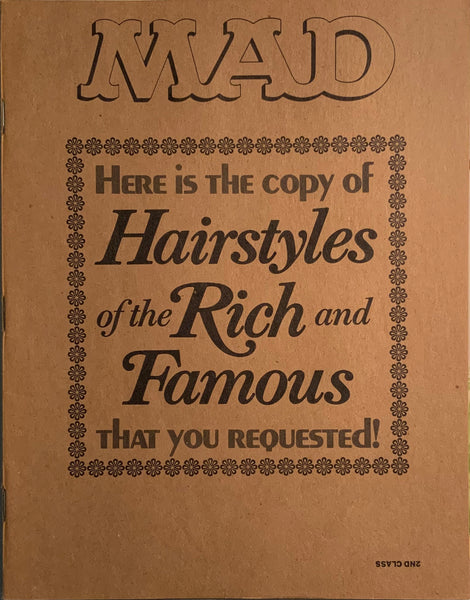 MAD
HERE IS THE COPY OF
Hairstyles
of the Rich and
Famous
THAT YOU REQUESTED!
2ND CLASS